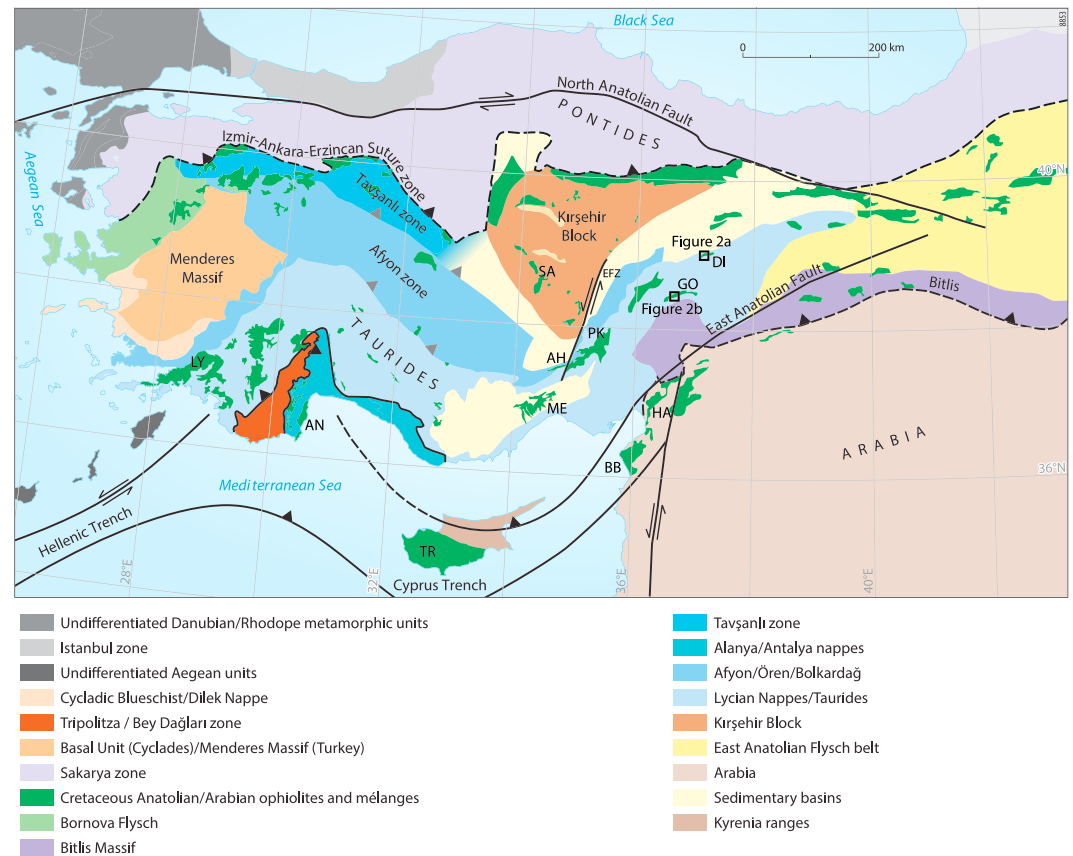 Black Sea
8853
0 200 km
North Anatolian Fault
PONTIDES
Izmir-Ankara-Erzincan Suture zone
40°N
Aegean Sea
Tavşanlı zone
Kırşehir
Block
Menderes
Massif
Afyon zone
Figure 2a
DI
SA
EFZ
GO
Figure 2b
East Anatolian Fault
Bitlis
TAURIDES
PK
LY
AH
ME
HA
AN
ARABIA
BB
36°N
Mediterranean Sea
Hellenic Trench
TR
28°E
32°E
Cyprus Trench
36°E
40°E
Undifferentiated Danubian/Rhodope metamorphic units
Istanbul zone
Undifferentiated Aegean units
Cycladic Blueschist/Dilek Nappe
Tripolitza / Bey Dağları zone
Basal Unit (Cyclades)/Menderes Massif (Turkey)
Sakarya zone
Cretaceous Anatolian/Arabian ophiolites and mélanges
Bornova Flysch
Bitlis Massif
Tavşanlı zone
Alanya/Antalya nappes
Afyon/Ören/Bolkardağ
Lycian Nappes/Taurides
Kırşehir Block
East Anatolian Flysch belt
Arabia
Sedimentary basins
Kyrenia ranges